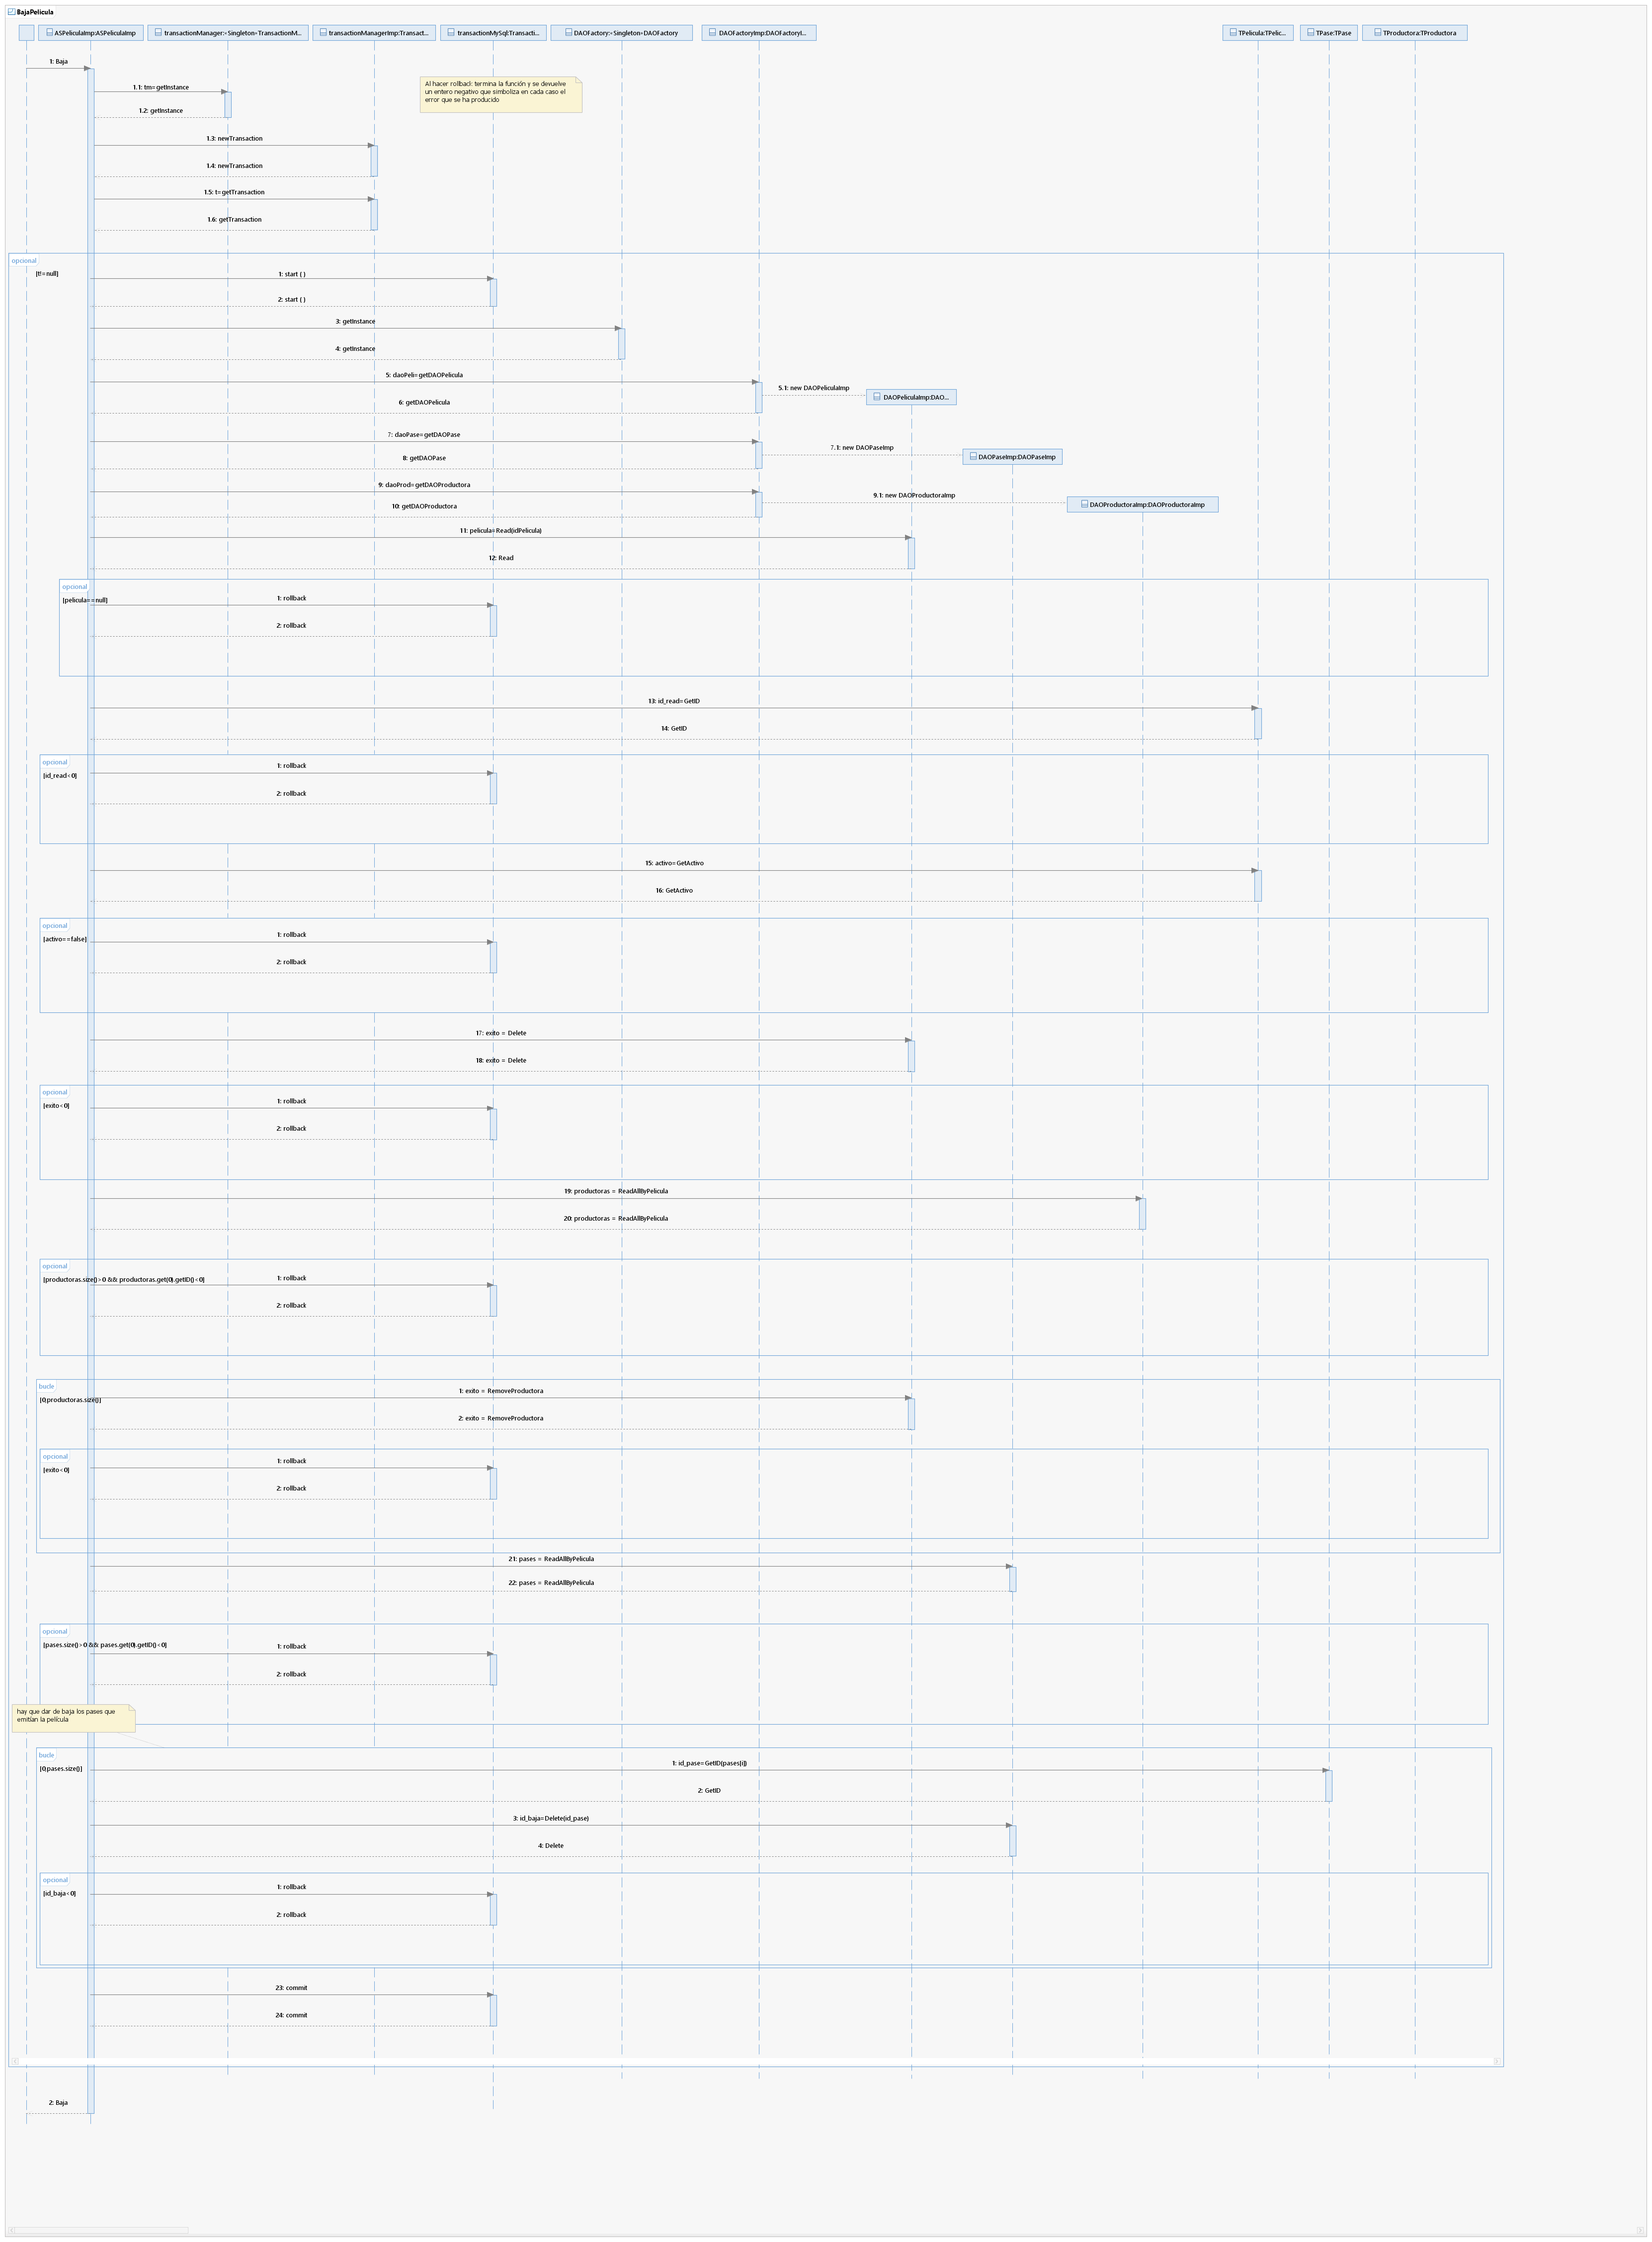 BajaPelicula
ASPeliculaImp:ASPeliculaImp
transactionManager:«Singleton»TransactionM...
transactionManagerImp:Transact...
transactionMySql:Transacti...
DAOFactory:«Singleton»DAOFactory
DAOFactoryImp:DAOFactoryI...
TPelicula:TPelic...
TPase:TPase
TProductora:TProductora
1: Baja
Al hacer rollback: termina la función y se devuelve
un entero negativo que simboliza en cada caso el
error que se ha producido
1.1: tm=getInstance
1.2: getInstance
1.3: newTransaction
1.4: newTransaction
1.5: t=getTransaction
1.6: getTransaction
opcional
[t!=null]
1: start ( )
2: start ( )
3: getInstance
4: getInstance
5: daoPeli=getDAOPelicula
5.1: new DAOPeliculaImp
DAOPeliculaImp:DAO...
6: getDAOPelicula
7: daoPase=getDAOPase
7.1: new DAOPaseImp
DAOPaseImp:DAOPaseImp
8: getDAOPase
9: daoProd=getDAOProductora
9.1: new DAOProductoraImp
DAOProductoraImp:DAOProductoraImp
10: getDAOProductora
11: pelicula=Read(idPelicula)
12: Read
opcional
[pelicula==null]
1: rollback
2: rollback
13: id_read=GetID
14: GetID
opcional
[id_read<0]
1: rollback
2: rollback
15: activo=GetActivo
16: GetActivo
opcional
[activo==false]
1: rollback
2: rollback
17: exito = Delete
18: exito = Delete
opcional
[exito<0]
1: rollback
2: rollback
19: productoras = ReadAllByPelicula
20: productoras = ReadAllByPelicula
opcional
[productoras.size()>0 && productoras.get(0).getID()<0]
1: rollback
2: rollback
bucle
[0,productoras.size()]
1: exito = RemoveProductora
2: exito = RemoveProductora
opcional
[exito<0]
1: rollback
2: rollback
21: pases = ReadAllByPelicula
22: pases = ReadAllByPelicula
opcional
[pases.size()>0 && pases.get(0).getID()<0]
1: rollback
2: rollback
hay que dar de baja los pases que
emitían la película
bucle
[0,pases.size()]
1: id_pase=GetID(pases[i])
2: GetID
3: id_baja=Delete(id_pase)
4: Delete
opcional
[id_baja<0]
1: rollback
2: rollback
23: commit
24: commit
2: Baja